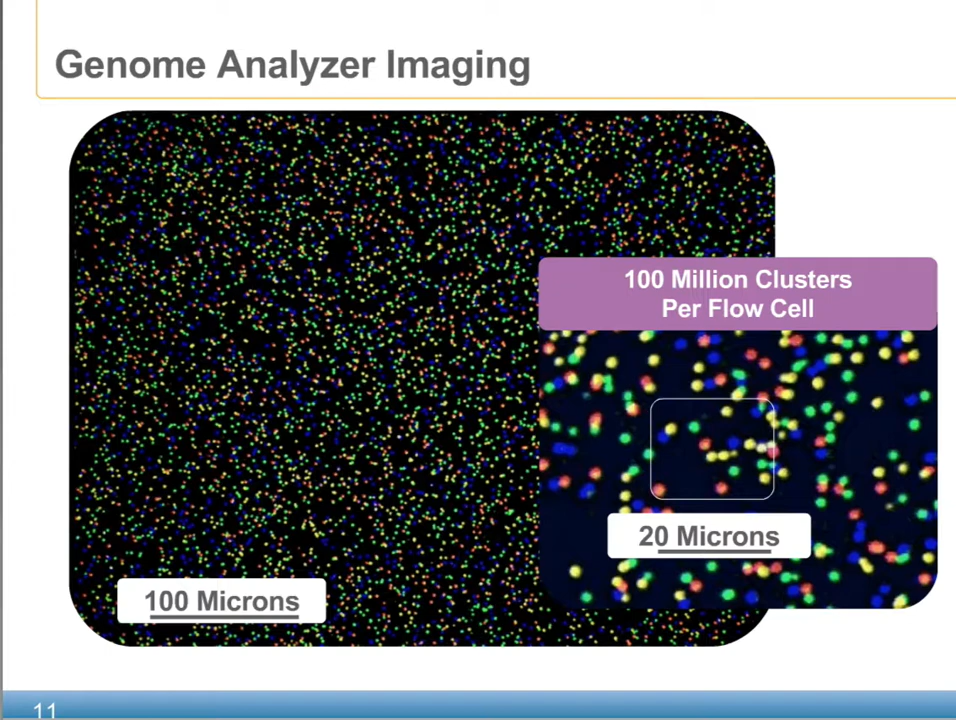 Genome Analyzer Imaging
100 Million Clusters
Per Flow Cell
20 Microns
100 Microns
11